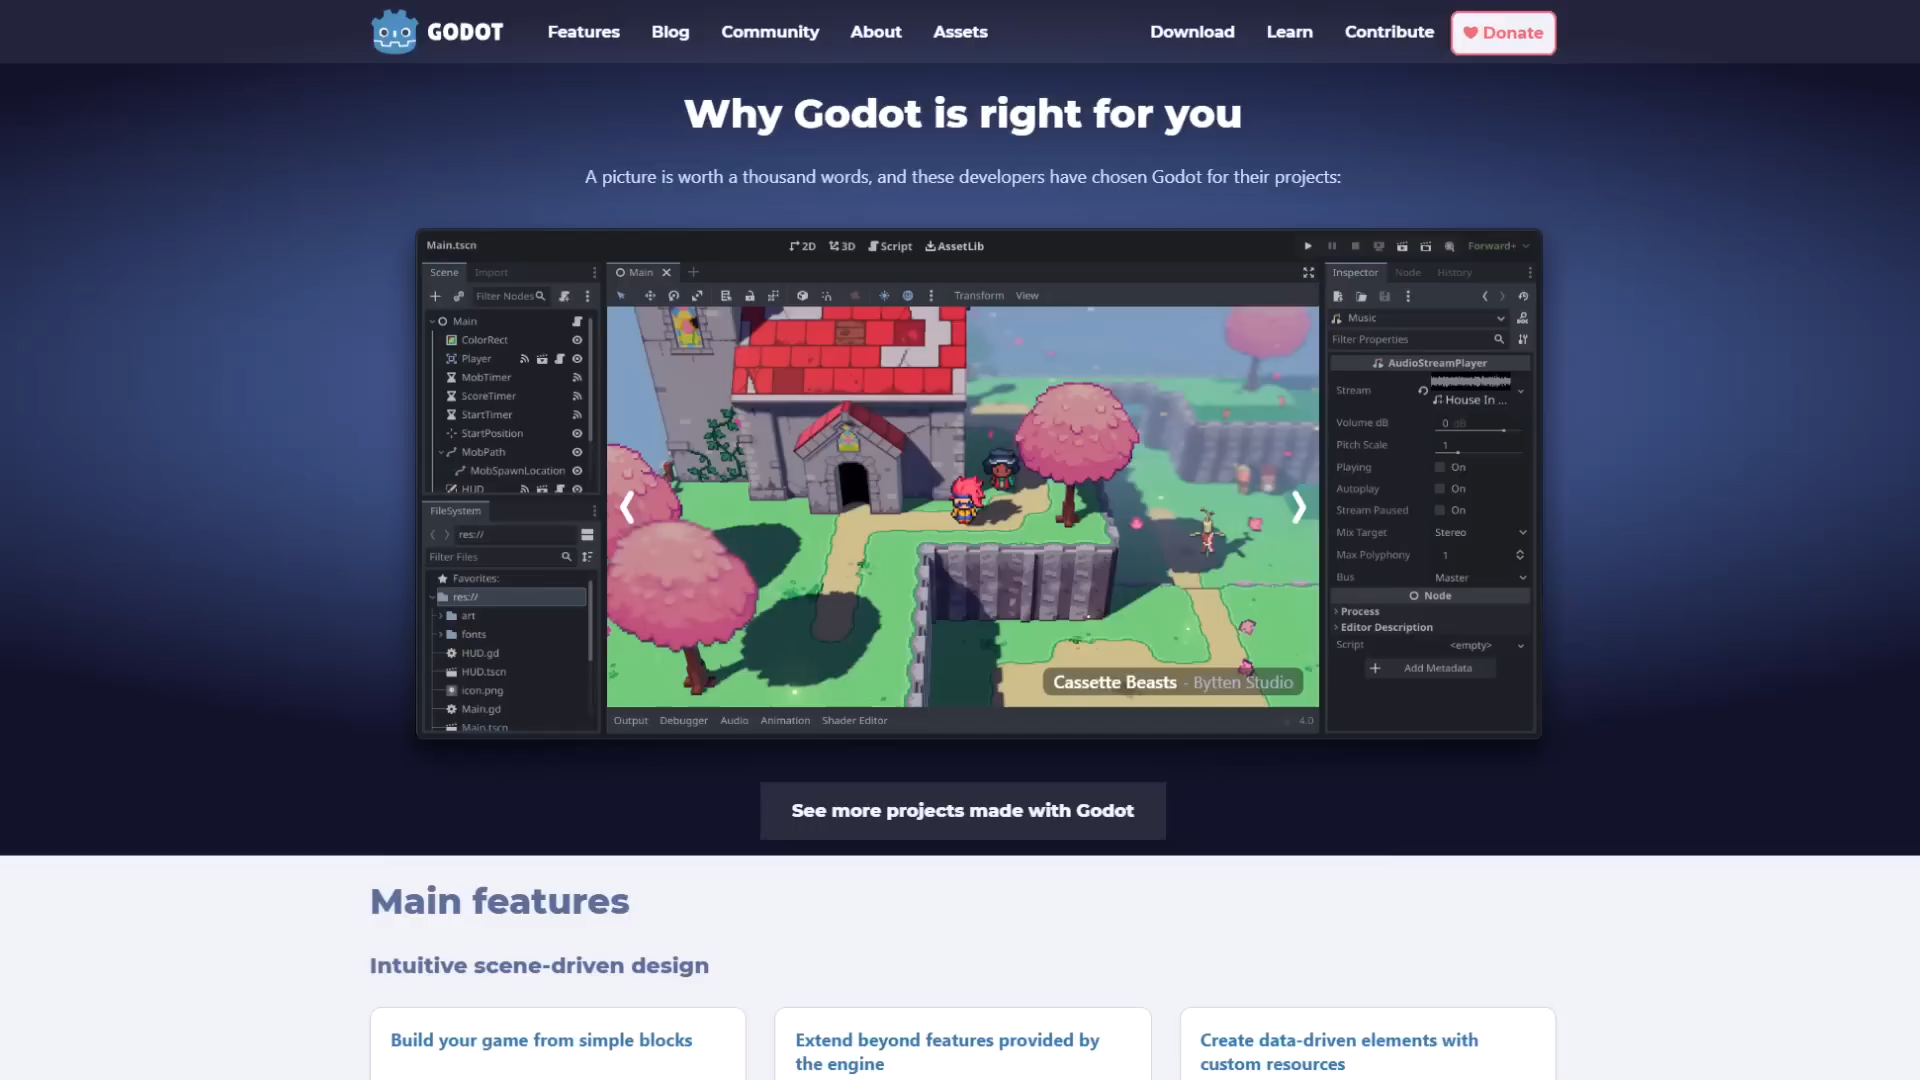 GODOT
Features
Blog
Community
About
Assets
Download
Learn
Contribute
Donate
Why Godot is right for you
A picture is worth a thousand words, and these developers have chosen Godot for their projects:
Main.tscn
2D
3D
Script
AssetLib
Forward+
Scene
Import
Filter Nodes
Main
ColorRect
Player
MobTimer
ScoreTimer
StartTimer
StartPosition
MobPath
MobSpawnLocation
HUD
FileSystem
res://
Filter Files
Favorites:
res://
art
fonts
HUD.gd
HUD.tscn
icon.png
Main.gd
Main.tscn
Main
Transform
View
Cassette Beasts - Bytten Studio
Output
Debugger
Audio
Animation
Shader Editor
4.0
Inspector
Node
History
Music
Filter Properties
AudioStreamPlayer
Stream
House In ...
Volume dB
0 dB
Pitch Scale
1
Playing
On
Autoplay
On
Stream Paused
On
Mix Target
Stereo
Max Polyphony
1
Bus
Master
Node
Process
Editor Description
Script
<empty>
Add Metadata
See more projects made with Godot
Main features
Intuitive scene-driven design
Build your game from simple blocks
Extend beyond features provided by
the engine
Create data-driven elements with
custom resources